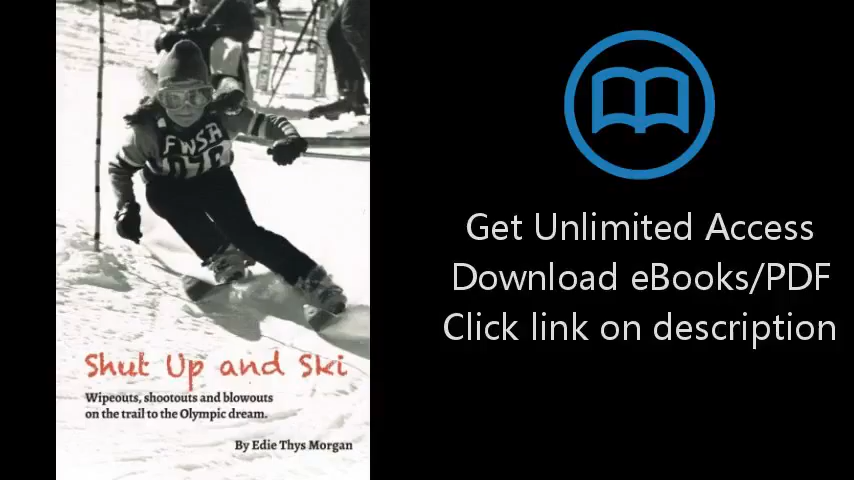 FWSA
Shut Up and Ski
Wipeouts, shootouts and blowouts
on the trail to the Olympic dream.
By Edie Thys Morgan
Get Unlimited Access
Download eBooks/PDF
Click link on description